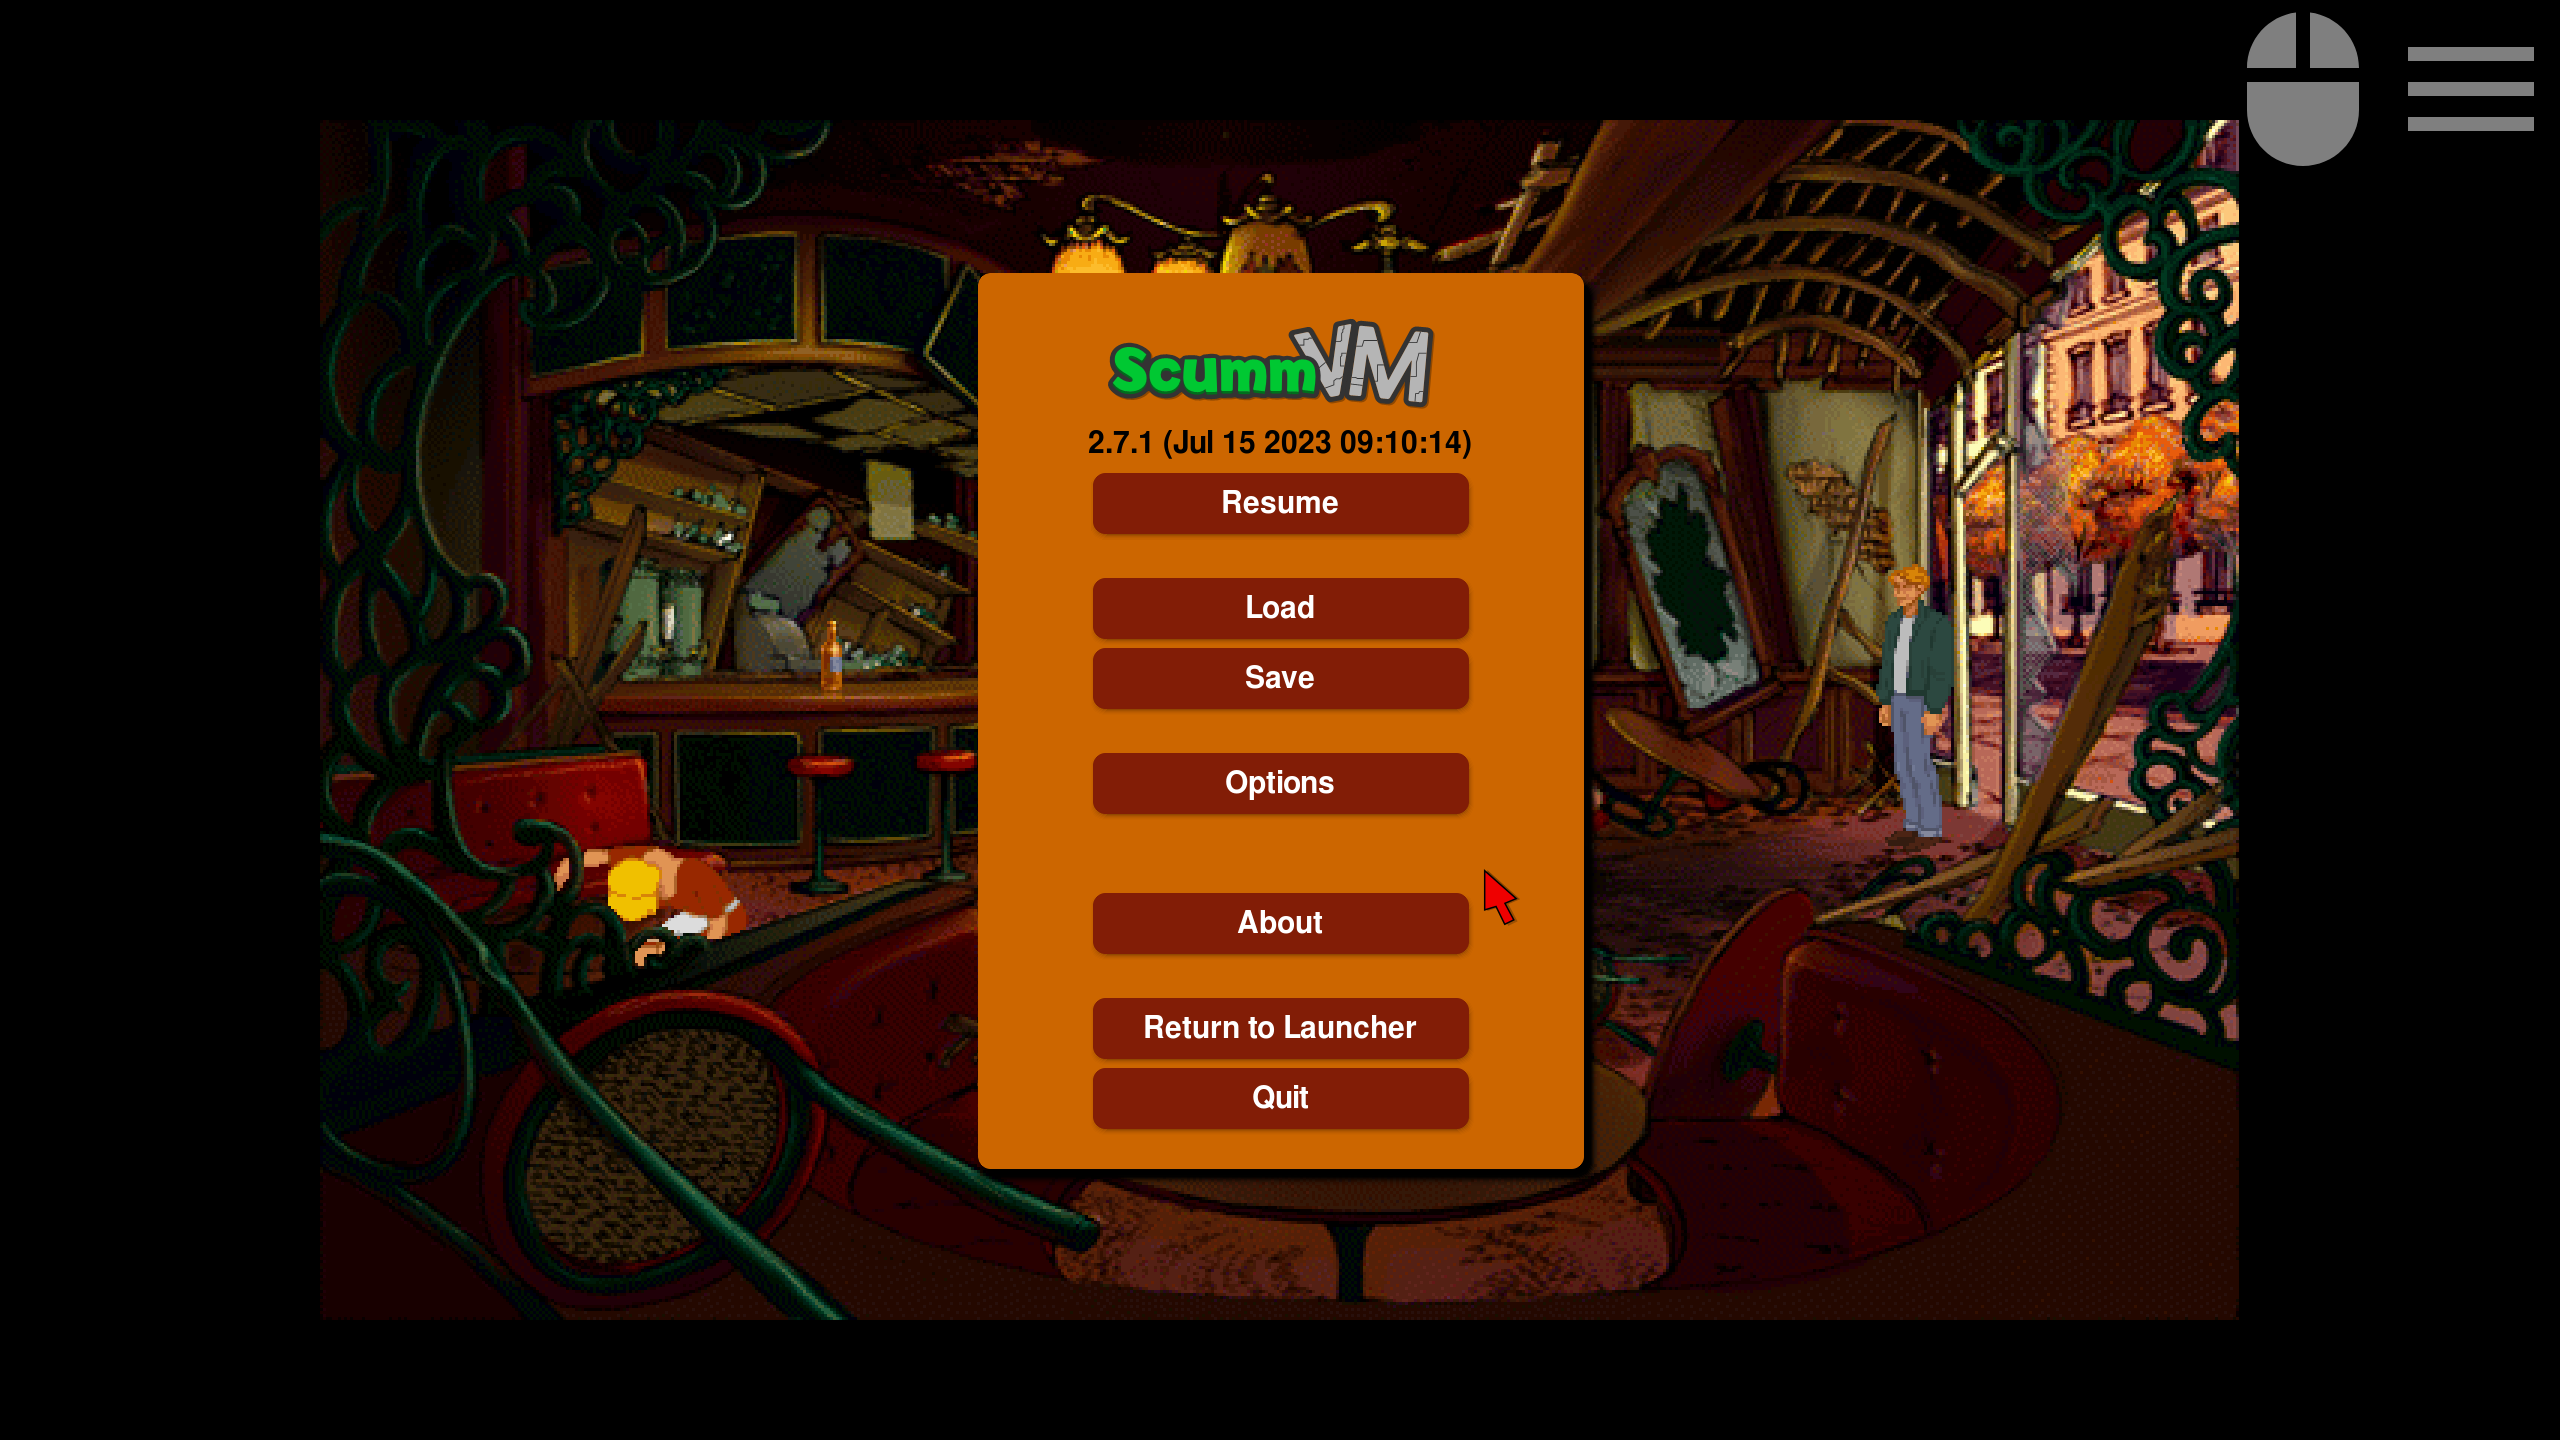 ScummVM
2.7.1 (Jul 15 2023 09:10:14)
Resume
Load
Save
Options
About
Return to Launcher
Quit